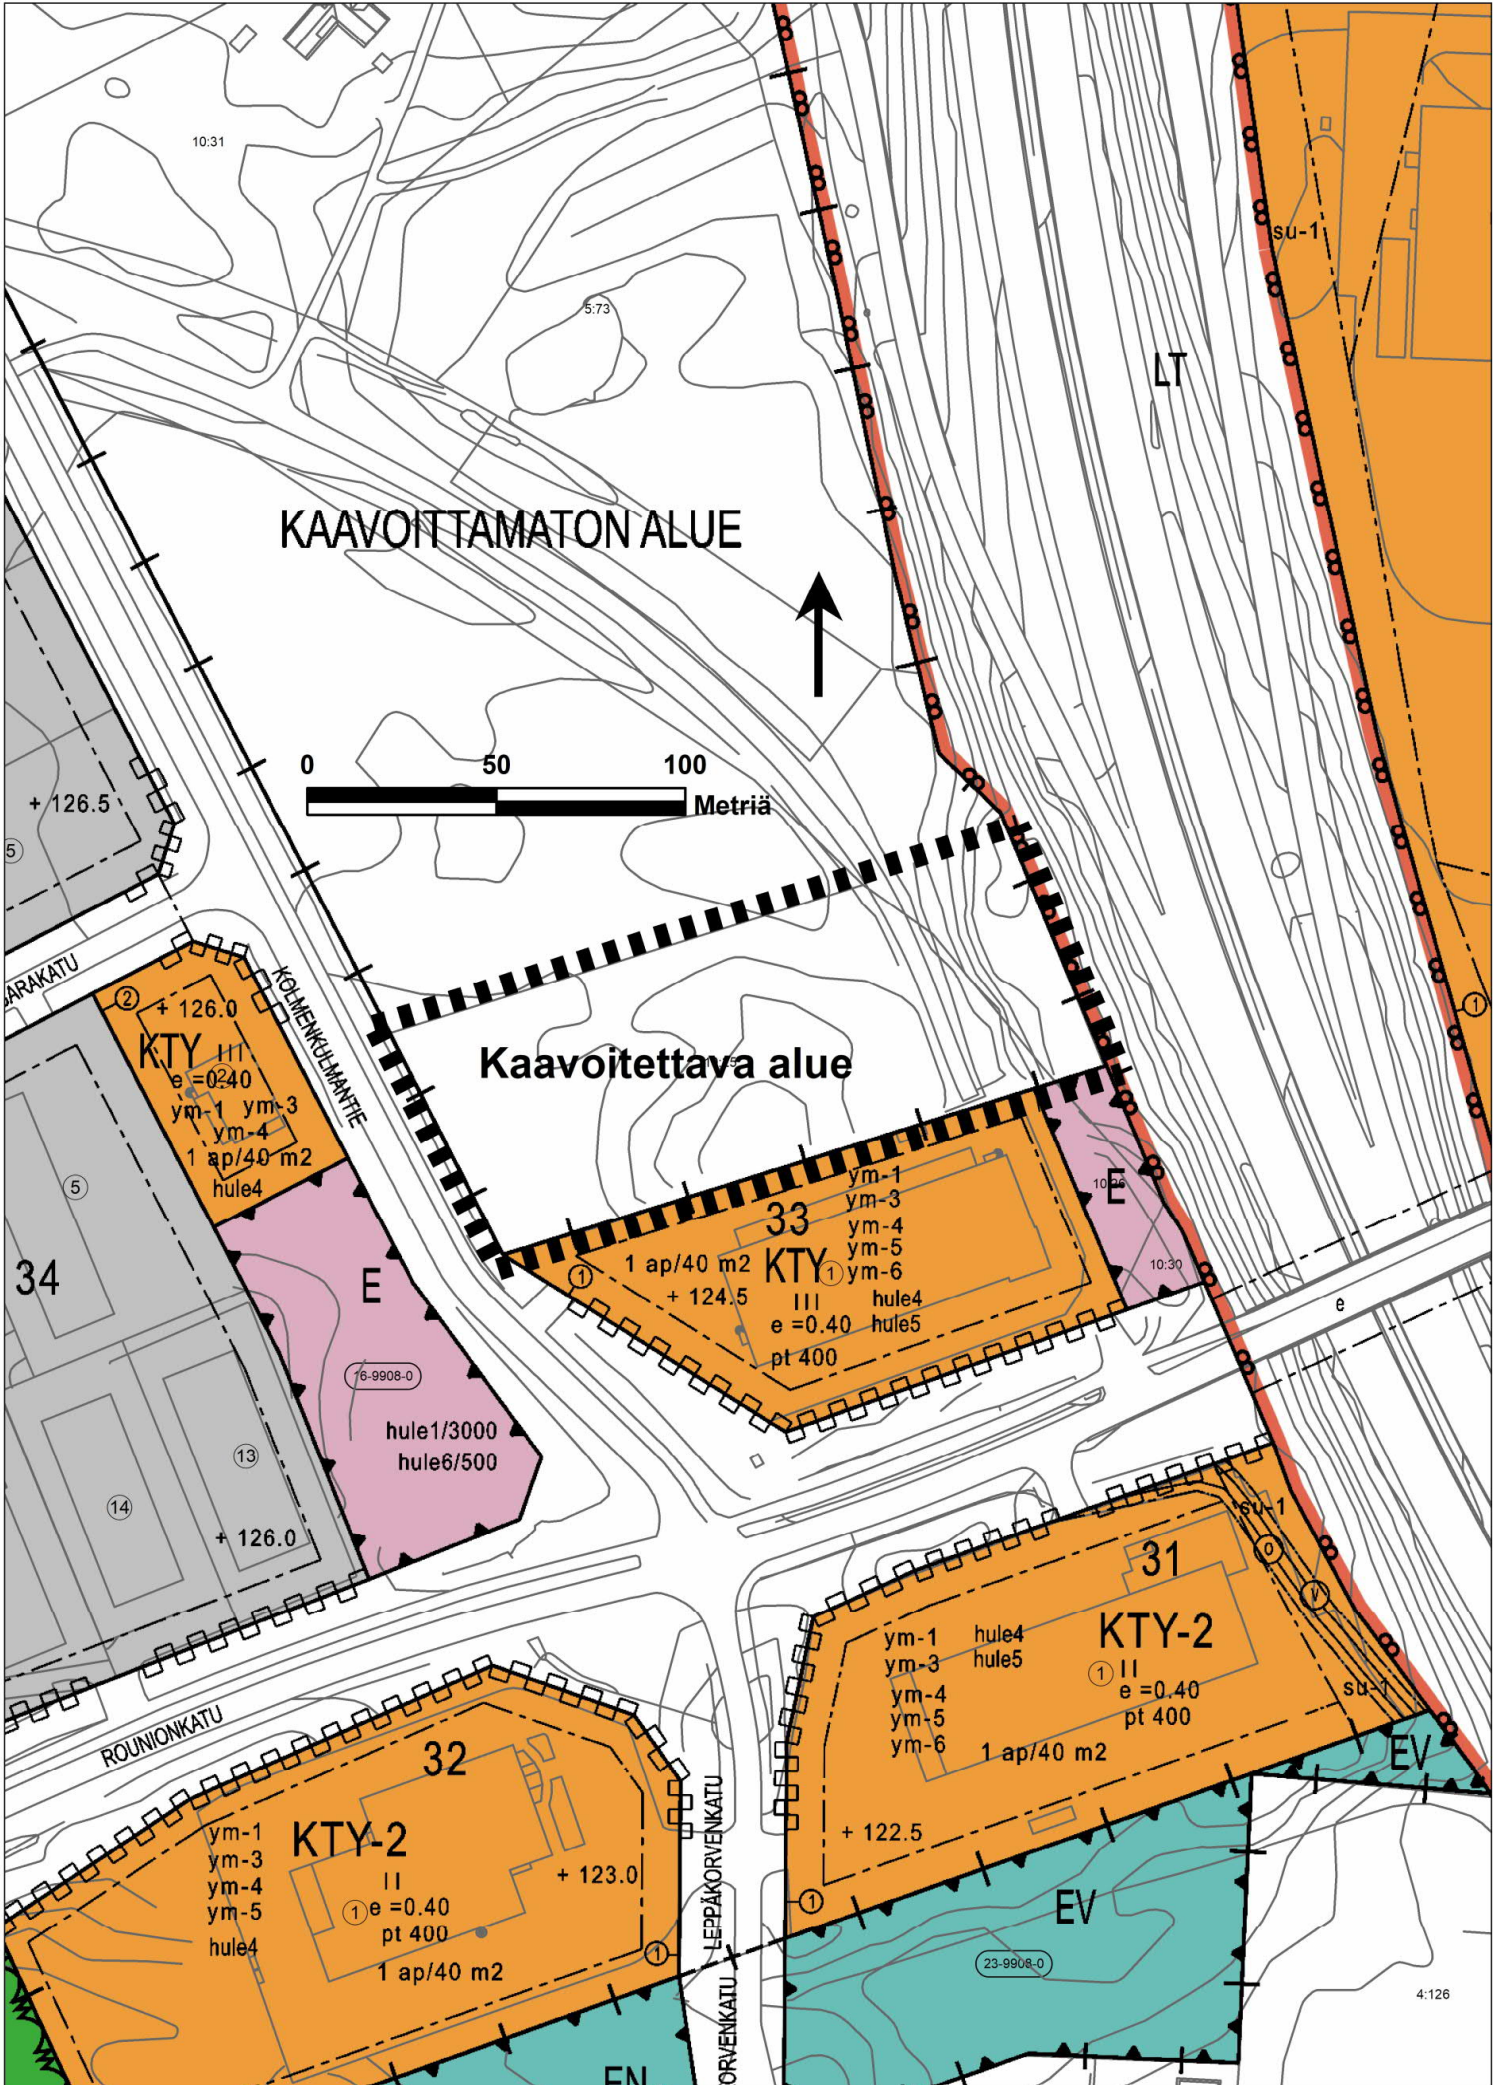 10:31
su-1
5:73
LT
KAAVOITTAMATON ALUE
0 50 100
Metriä
+ 126.5
5
ARAKATU
KOLMENKULMANTIE
2
+ 126.0
KTY III
2
e =0.40
ym-1 ym-3
ym-4
1 ap/40 m2
hule4
Kaavoitettava alue
1
5
34
E
16-9908-0
hule1/3000
hule6/500
13
14
+ 126.0
33
ym-1
ym-3
ym-4
ym-5
ym-6
1 ap/40 m2
KTY 1
+ 124.5
III
hule4
e =0.40 hule5
pt 400
1
E
10:30
e
su-1
o
v
31
KTY-2
1 II
e =0.40
pt 400
su-1
ym-1 hule4
ym-3 hule5
ym-4
ym-5
ym-6
1 ap/40 m2
+ 122.5
1
EV
ROUNIONKATU
32
KTY-2
ym-1
ym-3
ym-4
ym-5
hule4
II
1 e =0.40
pt 400
1 ap/40 m2
+ 123.0
1
LEPPÄKORVENKATU
ORVENKATU
EV
23-9908-0
4:126
EN